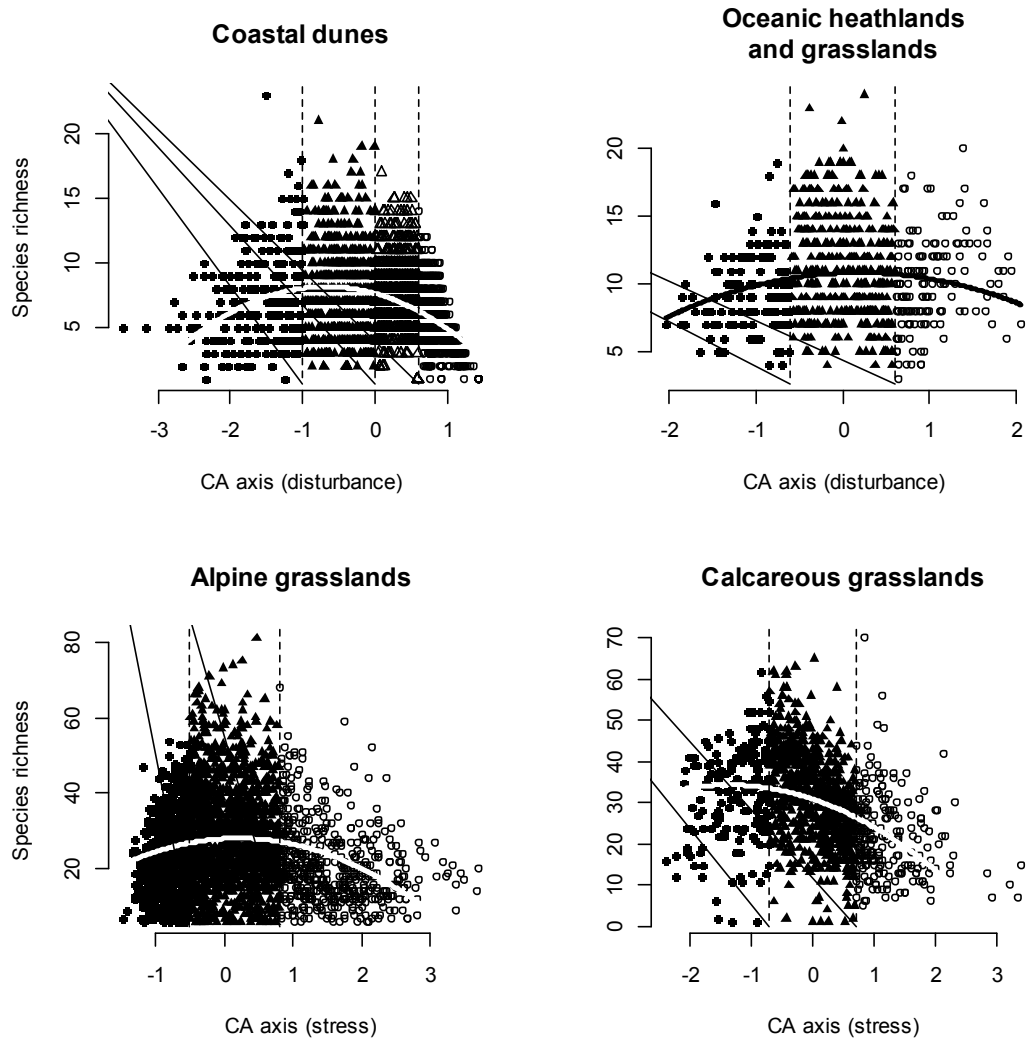 Coastal dunes
Oceanic heathlands
and grasslands
Species richness
20
15
10
5
-3 -2 -1 0 1
CA axis (disturbance)
20
15
10
5
-2 -1 0 1 2
CA axis (disturbance)
Alpine grasslands
Calcareous grasslands
Species richness
80
60
40
20
-1 0 1 2 3
CA axis (stress)
70
60
50
40
30
20
10
0
-2 -1 0 1 2 3
CA axis (stress)